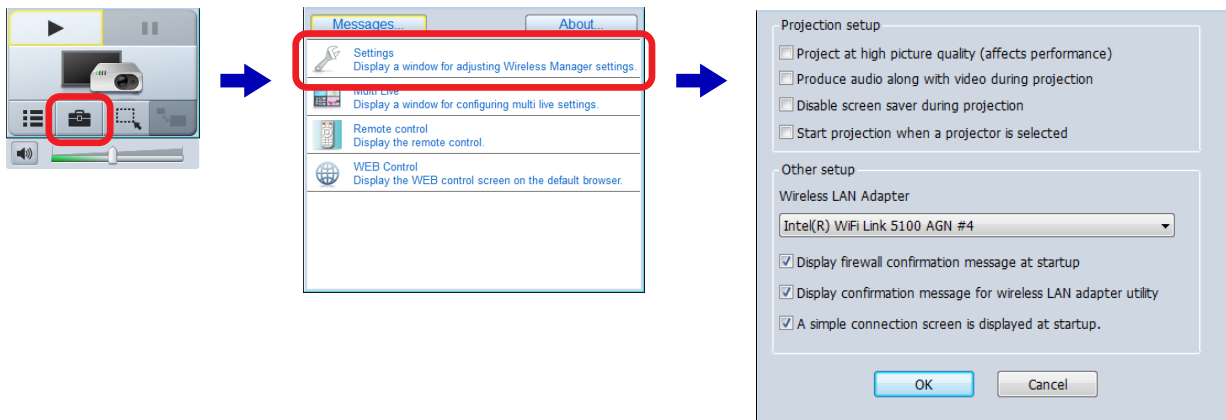 Messages...
About...
Settings
Display a window for adjusting Wireless Manager settings.
Multi Live
Display a window for configuring multi live settings.
Remote control
Display the remote control.
WEB Control
Display the WEB control screen on the default browser.
Projection setup
Project at high picture quality (affects performance)
Produce audio along with video during projection
Disable screen saver during projection
Start projection when a projector is selected
Other setup
Wireless LAN Adapter
Intel(R) WiFi Link 5100 AGN #4
Display firewall confirmation message at startup
Display confirmation message for wireless LAN adapter utility
A simple connection screen is displayed at startup.
OK
Cancel